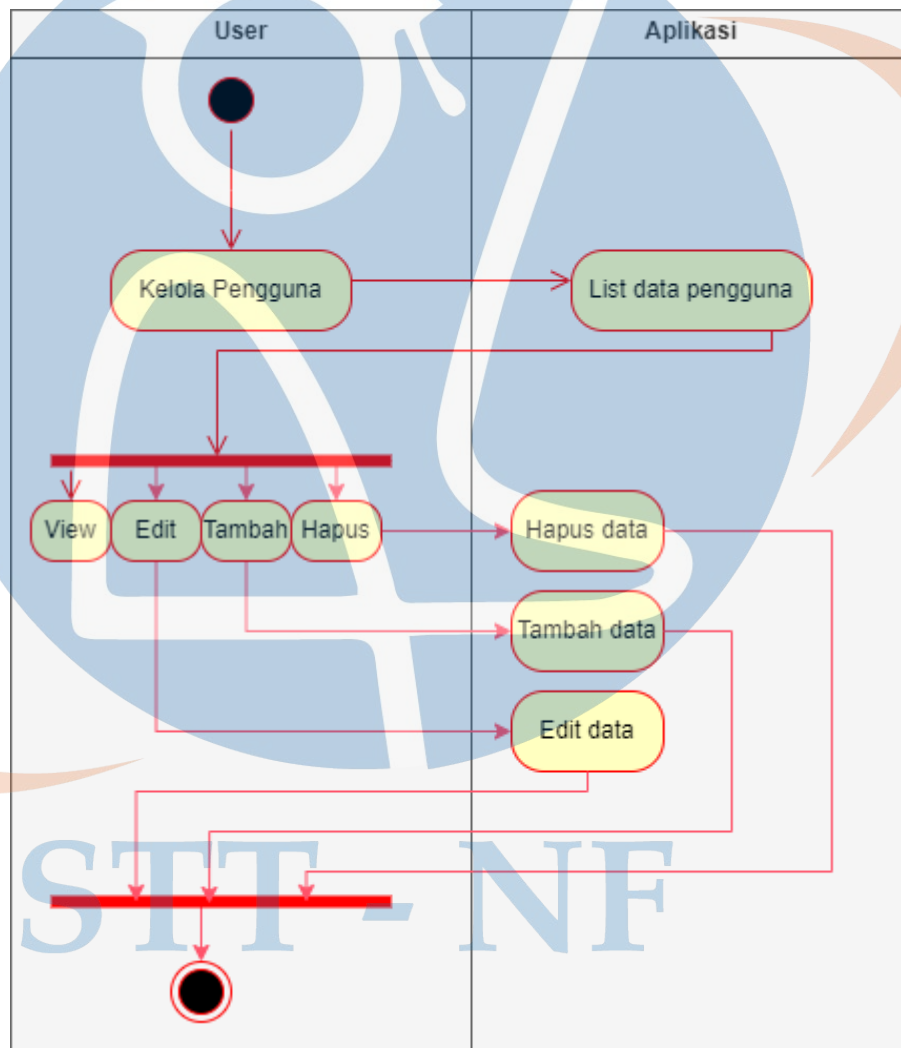 User
Aplikasi
Kelola Pengguna
List data pengguna
View
Edit
Tambah
Hapus
Hapus data
Tambah data
Edit data
STT - NF